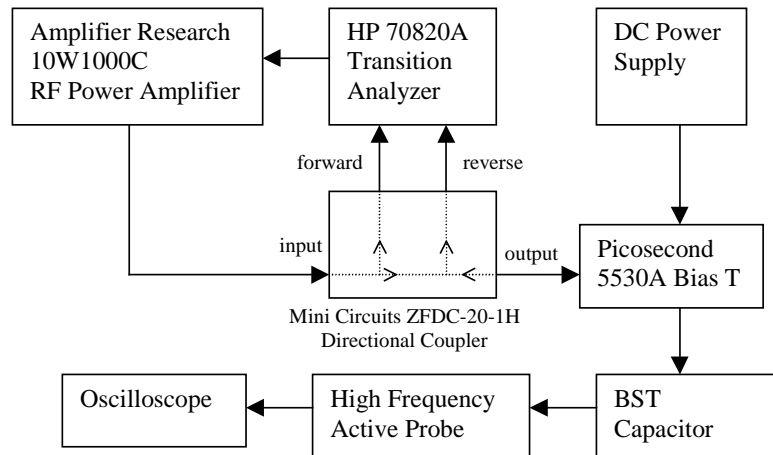 Amplifier Research
10W1000C
RF Power Amplifier
HP 70820A
Transition
Analyzer
DC Power
Supply
forward
reverse
input
output
Picosecond
5530A Bias T
Mini Circuits ZFDC-20-1H
Directional Coupler
Oscilloscope
High Frequency
Active Probe
BST
Capacitor